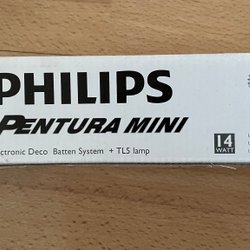 PHILIPS
PENTURA MINI
ctronic Deco Batten System + TL5 lamp
14
WATT